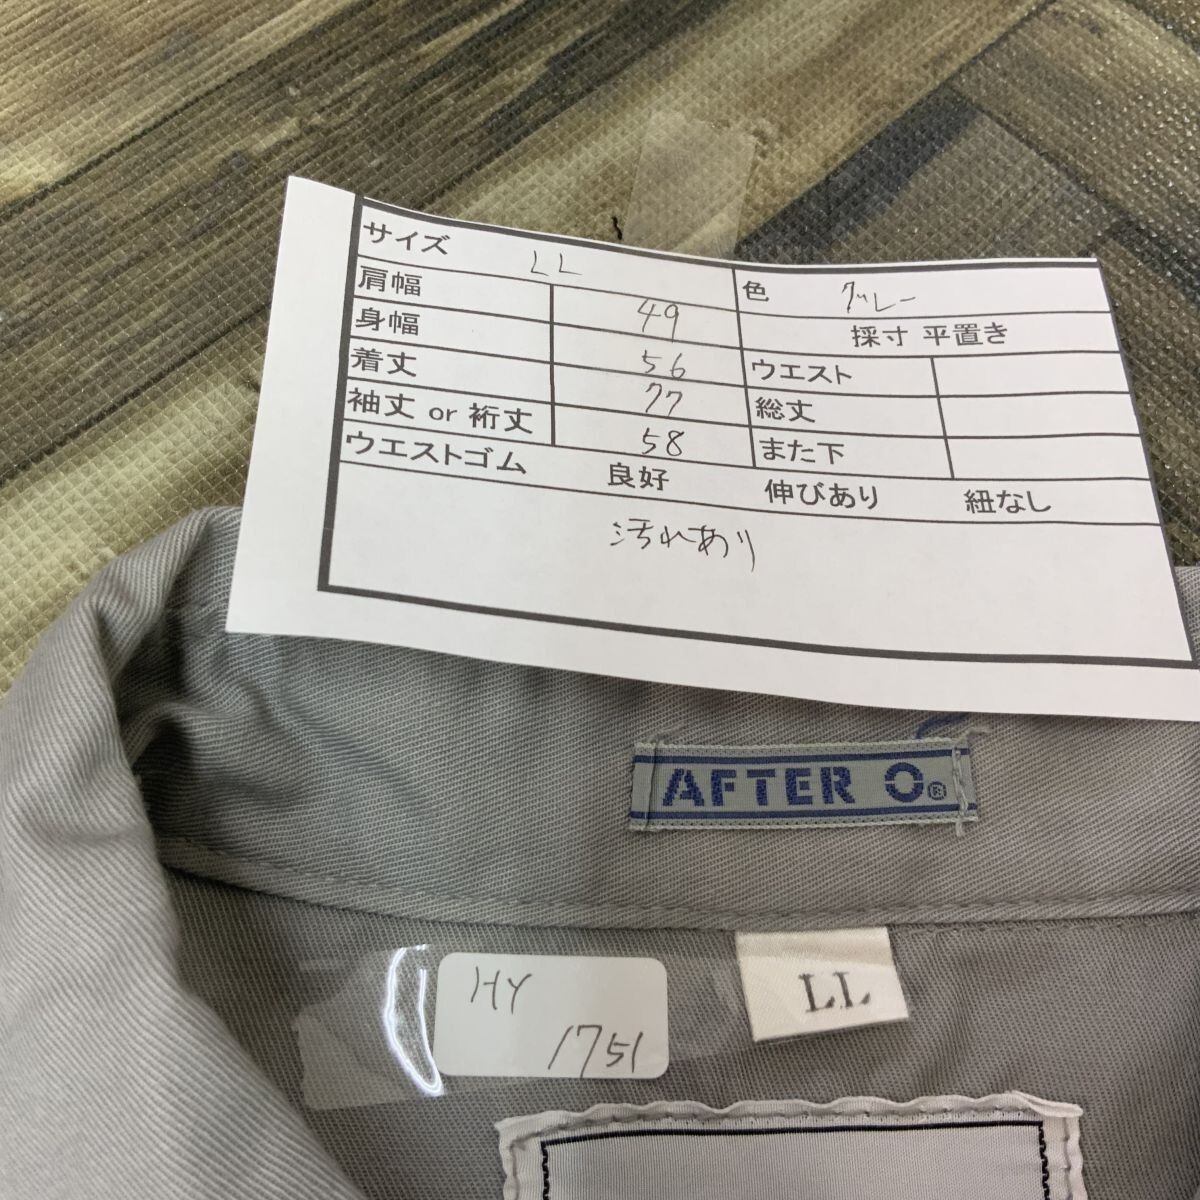 サイズ LL
肩幅 49
身幅 56
着丈 77
袖丈 or 裄丈 58
色 グレー
採寸 平置き
ウエスト
総丈
また下
ウエストゴム 良好 伸びあり 紐なし
汚れあり
AFTER O®
HY
1751
LL